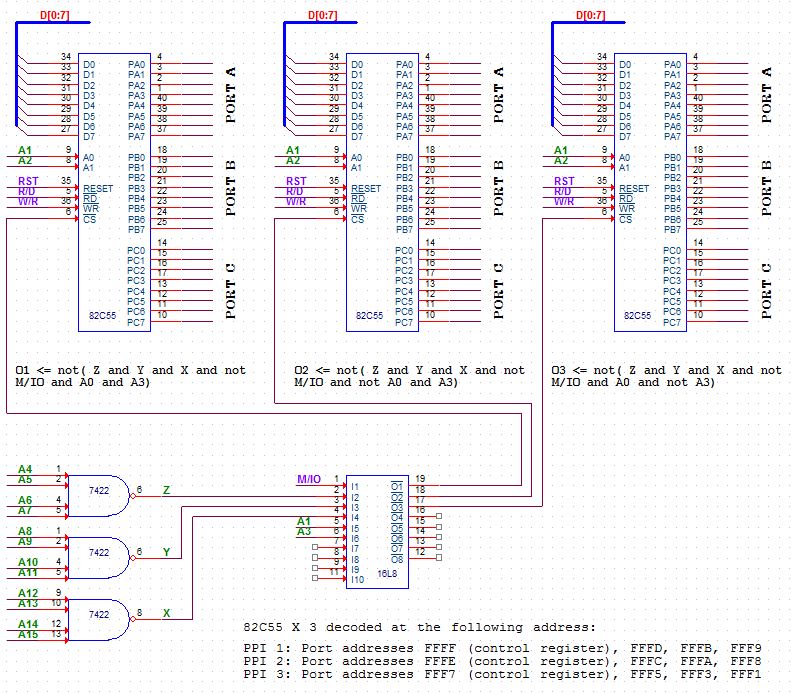 D[0:7] D[0:7] D[0:7]
34 D0 PA0 4 34 D0 PA0 4 34 D0 PA0 4
33 D1 PA1 3 33 D1 PA1 3 33 D1 PA1 3
32 D2 PA2 2 32 D2 PA2 2 32 D2 PA2 2
31 D3 PA3 1 31 D3 PA3 1 31 D3 PA3 1
30 D4 PA4 40 30 D4 PA4 40 30 D4 PA4 40
29 D5 PA5 39 29 D5 PA5 39 29 D5 PA5 39
28 D6 PA6 38 28 D6 PA6 38 28 D6 PA6 38
27 D7 PA7 37 27 D7 PA7 37 27 D7 PA7 37
PORT A PORT A PORT A
A1 9 A0 PB0 18 A1 9 A0 PB0 18 A1 9 A0 PB0 18
A2 8 A1 PB1 19 A2 8 A1 PB1 19 A2 8 A1 PB1 19
PB2 20 PB2 20 PB2 20
RST 35 RESET PB3 21 RST 35 RESET PB3 21 RST 35 RESET PB3 21
R/D 5 RD PB4 22 R/D 5 RD PB4 22 R/D 5 RD PB4 22
W/R 36 WR PB5 23 W/R 36 WR PB5 23 W/R 36 WR PB5 23
6 CS PB6 24 6 CS PB6 24 6 CS PB6 24
PB7 25 PB7 25 PB7 25
PORT B PORT B PORT B
PC0 14 PC0 14 PC0 14
PC1 15 PC1 15 PC1 15
PC2 16 PC2 16 PC2 16
PC3 17 PC3 17 PC3 17
PC4 13 PC4 13 PC4 13
PC5 12 PC5 12 PC5 12
PC6 11 PC6 11 PC6 11
PC7 10 PC7 10 PC7 10
PORT C PORT C PORT C
82C55 82C55 82C55
O1 <= not( Z and Y and X and not
M/IO and A0 and A3)
O2 <= not( Z and Y and X and not
M/IO and not A0 and A3)
O3 <= not( Z and Y and X and not
M/IO and A0 and not A3)
A4 1
A5 2
7422 6 Z
A6 4
A7 5
A8 1
A9 2
7422 6 Y
A10 4
A11 5
A12 9
A13 10
7422 8 X
A14 12
A15 13
M/IO 1 I1 O1 19
2 I2 O2 18
3 I3 O3 17
4 I4 O4 16
A1 5 I5 O5 15
A3 6 I6 O6 14
7 I7 O7 13
8 I8 O8 12
9 I9
11 I10
16L8
82C55 X 3 decoded at the following address:
PPI 1: Port addresses FFFF (control register), FFFD, FFFB, FFF9
PPI 2: Port addresses FFFE (control register), FFFC, FFFA, FFF8
PPI 3: Port addresses FFF7 (control register), FFF5, FFF3, FFF1